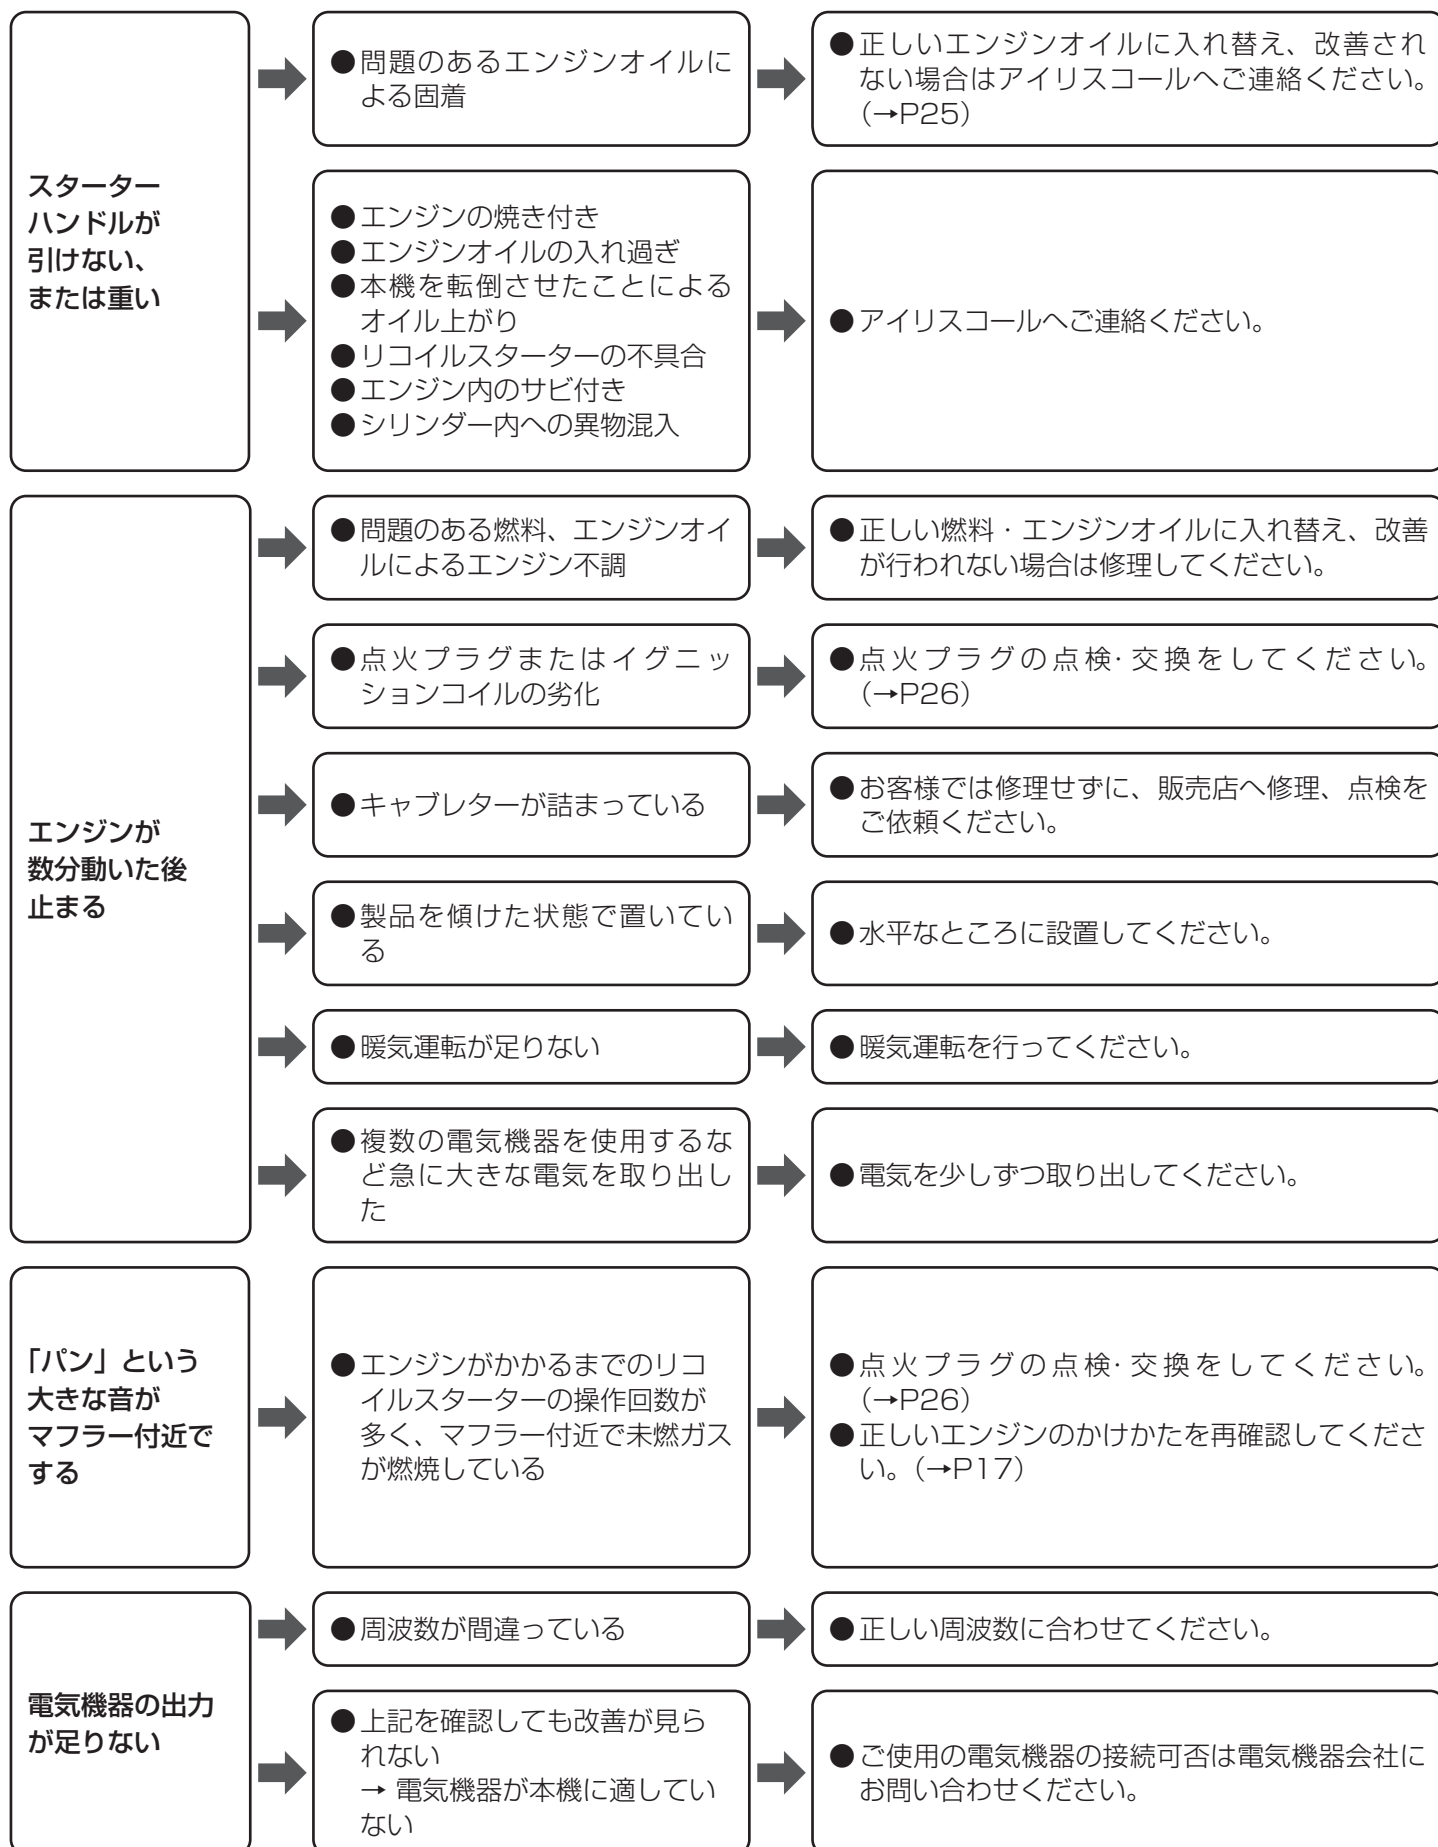 スターター
ハンドルが
引けない、
または重い
●問題のあるエンジンオイルに
よる固着
●正しいエンジンオイルに入れ替え、改善され
ない場合はアイリスコールへご連絡ください。
（→P25）
●エンジンの焼き付き
●エンジンオイルの入れ過ぎ
●本機を転倒させたことによる
オイル上がり
●リコイルスターターの不具合
●エンジン内のサビ付き
●シリンダー内への異物混入
●アイリスコールへご連絡ください。
エンジンが
数分動いた後
止まる
●問題のある燃料、エンジンオイ
ルによるエンジン不調
●正しい燃料・エンジンオイルに入れ替え、改善
が行われない場合は修理してください。
●点火プラグまたはイグニッ
ションコイルの劣化
●点火プラグの点検・交換をしてください。
（→P26）
●キャブレターが詰まっている
●お客様では修理せずに、販売店へ修理、点検を
ご依頼ください。
●製品を傾けた状態で置いてい
る
●水平なところに設置してください。
●暖気運転が足りない
●暖気運転を行ってください。
●複数の電気機器を使用するな
ど急に大きな電気を取り出し
た
●電気を少しずつ取り出してください。
「パン」という
大きな音が
マフラー付近で
する
●エンジンがかかるまでのリコ
イルスターターの操作回数が
多く、マフラー付近で未燃ガス
が燃焼している
●点火プラグの点検・交換をしてください。
（→P26）
●正しいエンジンのかけかたを再確認してくださ
い。（→P17）
電気機器の出力
が足りない
●周波数が間違っている
●正しい周波数に合わせてください。
●上記を確認しても改善が見ら
れない
→ 電気機器が本機に適してい
ない
●ご使用の電気機器の接続可否は電気機器会社に
お問い合わせください。